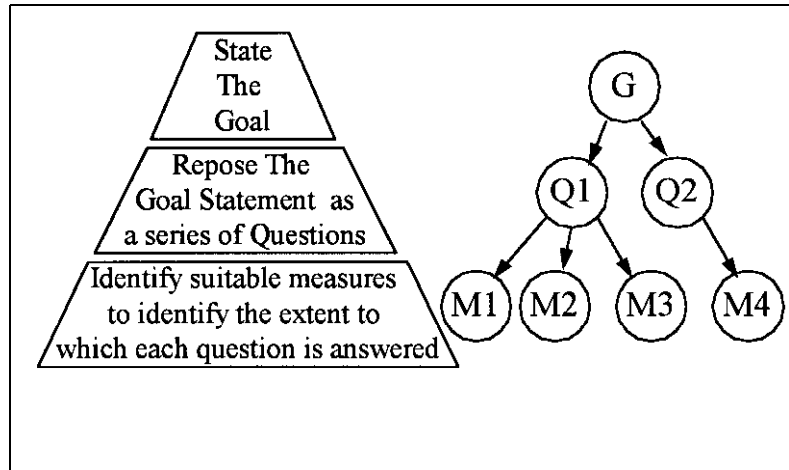 State
The
Goal
Repose The
Goal Statement as
a series of Questions
Identify suitable measures
to identify the extent to
which each question is answered
G
Q1 Q2
M1 M2 M3 M4